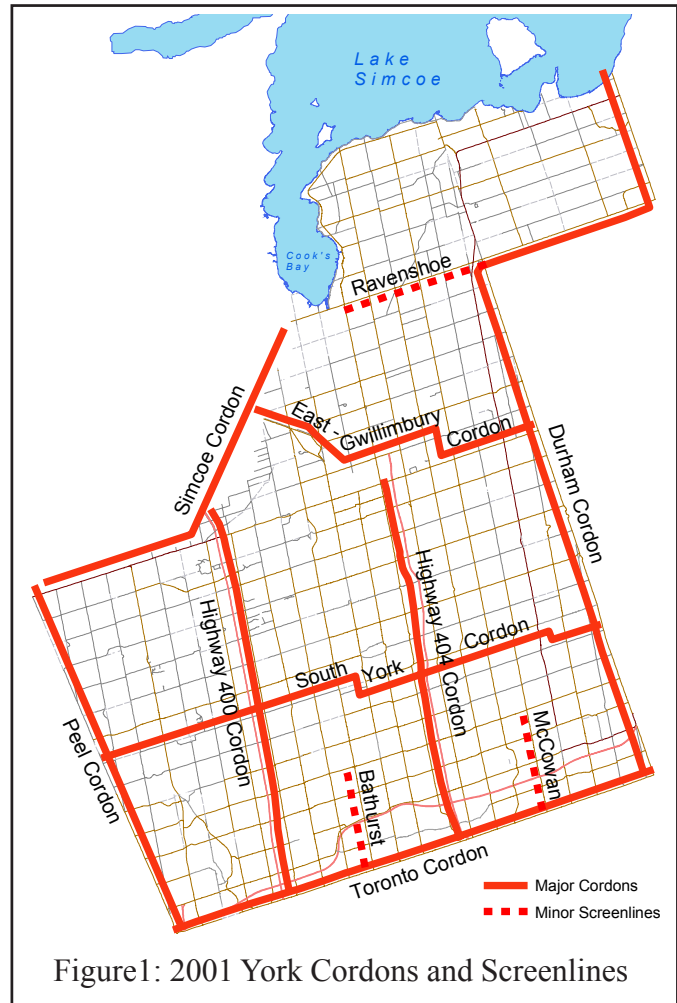 Lake
Simcoe
Cook's
Bay
Ravenshoe
Simcoe Cordon
East -
Gwillimbury
Cordon
Durham Cordon
Highway 400 Cordon
Highway 404 Cordon
South
York
Cordon
Peel Cordon
Bathurst
McCowan
Toronto Cordon
Major Cordons
Minor Screenlines
Figure1: 2001 York Cordons and Screenlines